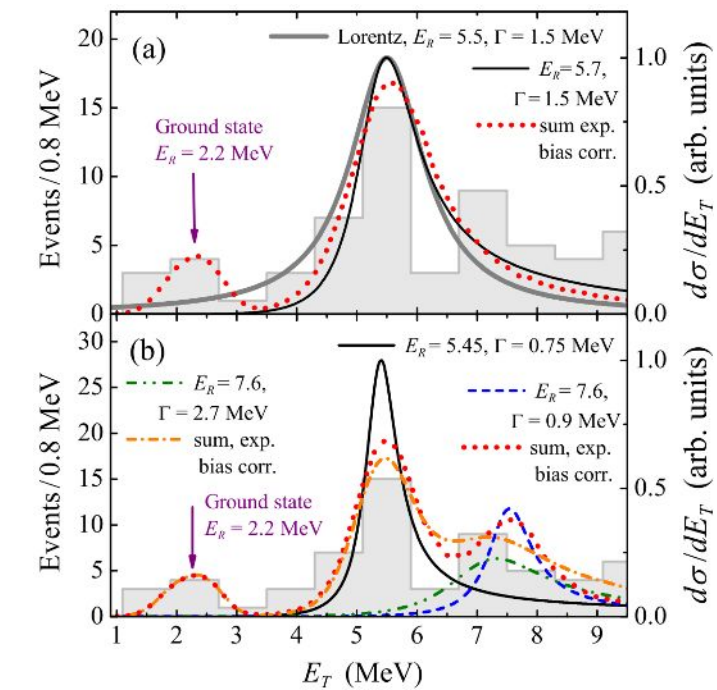 (a)
Lorentz, E_R = 5.5, Γ = 1.5 MeV
E_R = 5.7,
Γ = 1.5 MeV
sum exp.
bias corr.
Ground state
E_R = 2.2 MeV
Events / 0.8 MeV
20
15
10
5
0
dσ/dE_T (arb. units)
1.0
0.5
0.0
(b)
E_R = 5.45, Γ = 0.75 MeV
E_R = 7.6,
Γ = 2.7 MeV
sum, exp.
bias corr.
E_R = 7.6,
Γ = 0.9 MeV
sum, exp.
bias corr.
Ground state
E_R = 2.2 MeV
Events / 0.8 MeV
30
25
20
15
10
5
0
dσ/dE_T (arb. units)
1.0
0.5
0.0
1 2 3 4 5 6 7 8 9
E_T (MeV)